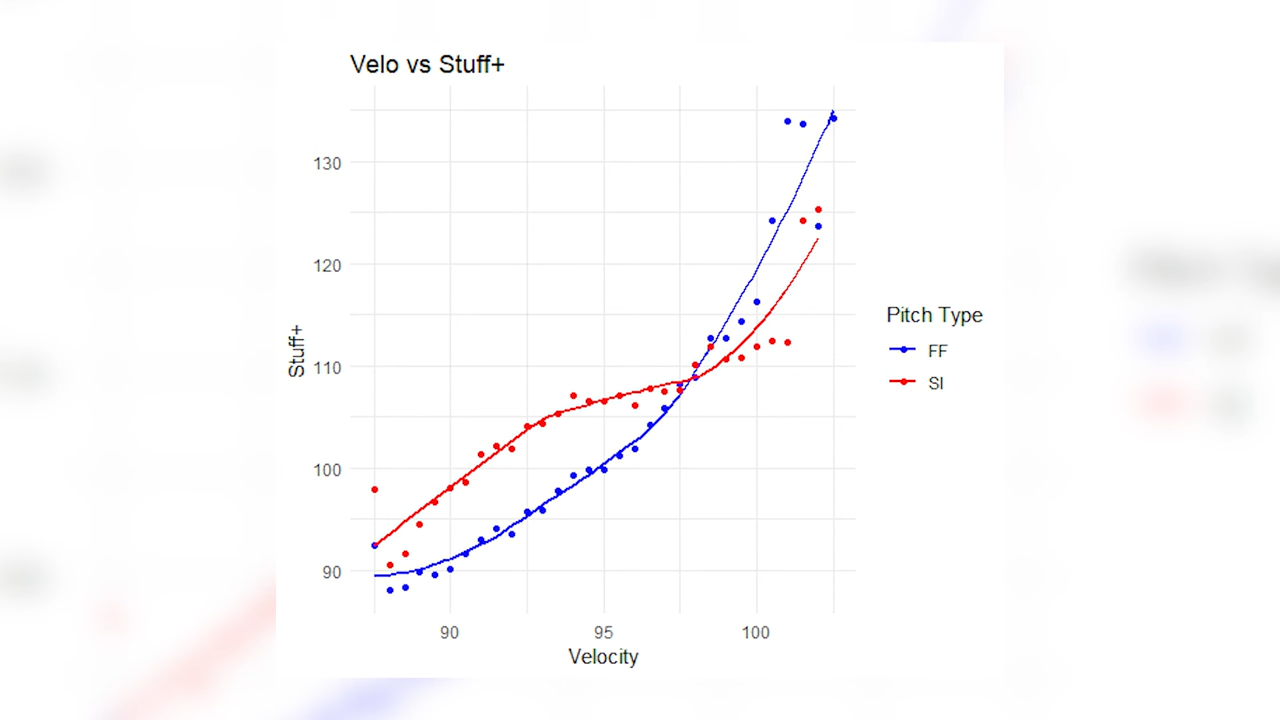 Velo vs Stuff+
130
120
110
100
90
Stuff+
90 95 100
Velocity
Pitch Type
FF
SI